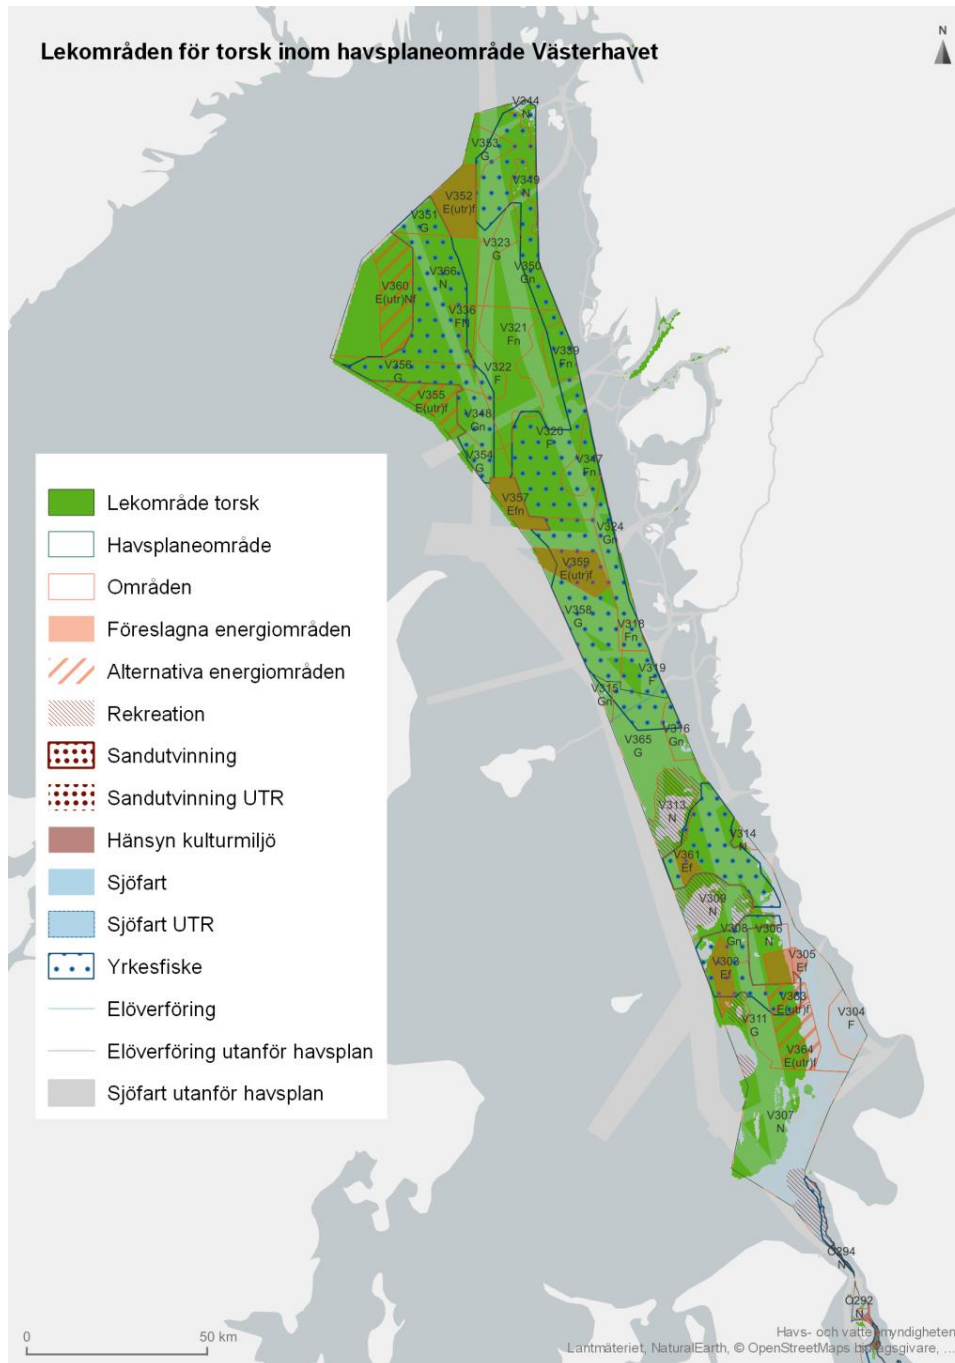 Lekområden för torsk inom havsplaneområde Västerhavet
N
V344
N
V353
G
V349
N
V352
E(utr)f
V351
G
V323
G
V350
Gn
V366
N
V360
E(utr)Nf
V336
FN
V321
Fn
V339
Fn
V356
G
V322
F
V355
E(utr)f
V348
Gn
V320
F
V354
G
V347
Fn
V357
Efn
V324
Gn
V359
E(utr)f
V358
G
V318
Fn
V319
F
V315
Gn
V316
Gn
V365
G
V313
N
V314
N
V361
Ef
V309
N
V308
Gn
V306
N
V303
Ef
V305
Ef
V363
E(utr)f
V311
G
V304
F
V364
E(utr)f
V307
N
Ö294
N
Ö292
N
Lekområde torsk
Havsplaneområde
Områden
Föreslagna energiområden
Alternativa energiområden
Rekreation
Sandutvinning
Sandutvinning UTR
Hänsyn kulturmiljö
Sjöfart
Sjöfart UTR
Yrkesfiske
Elöverföring
Elöverföring utanför havsplan
Sjöfart utanför havsplan
0 50 km
Havs- och vattenmyndigheten
Lantmäteriet, NaturalEarth, © OpenStreetMaps bidragsgivare, ...